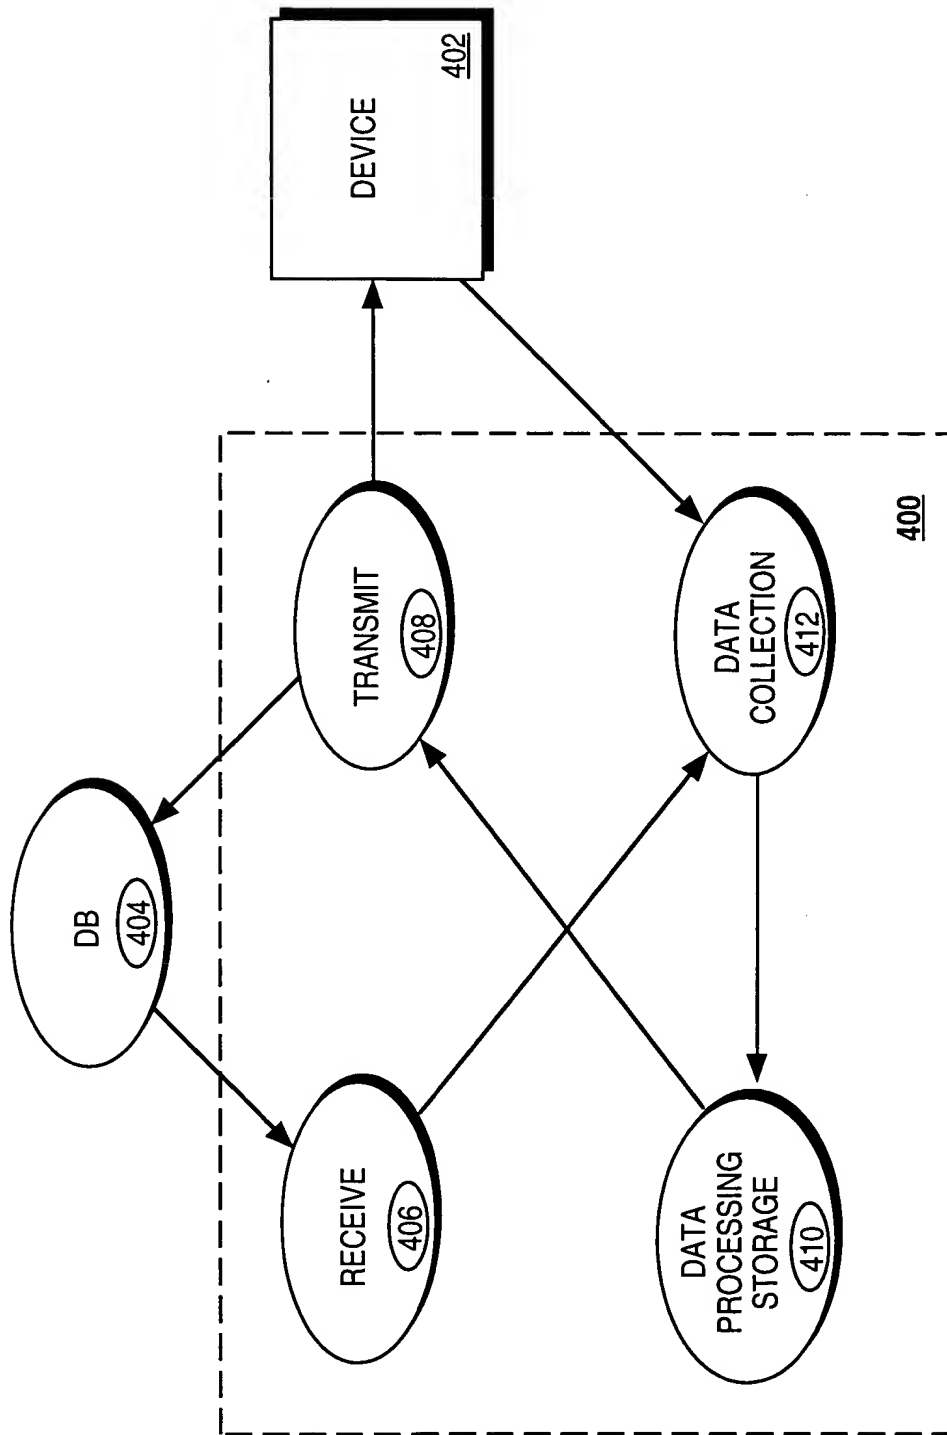 DB
404
RECEIVE
406
TRANSMIT
408
DEVICE
402
DATA
PROCESSING
STORAGE
410
DATA
COLLECTION
412
400